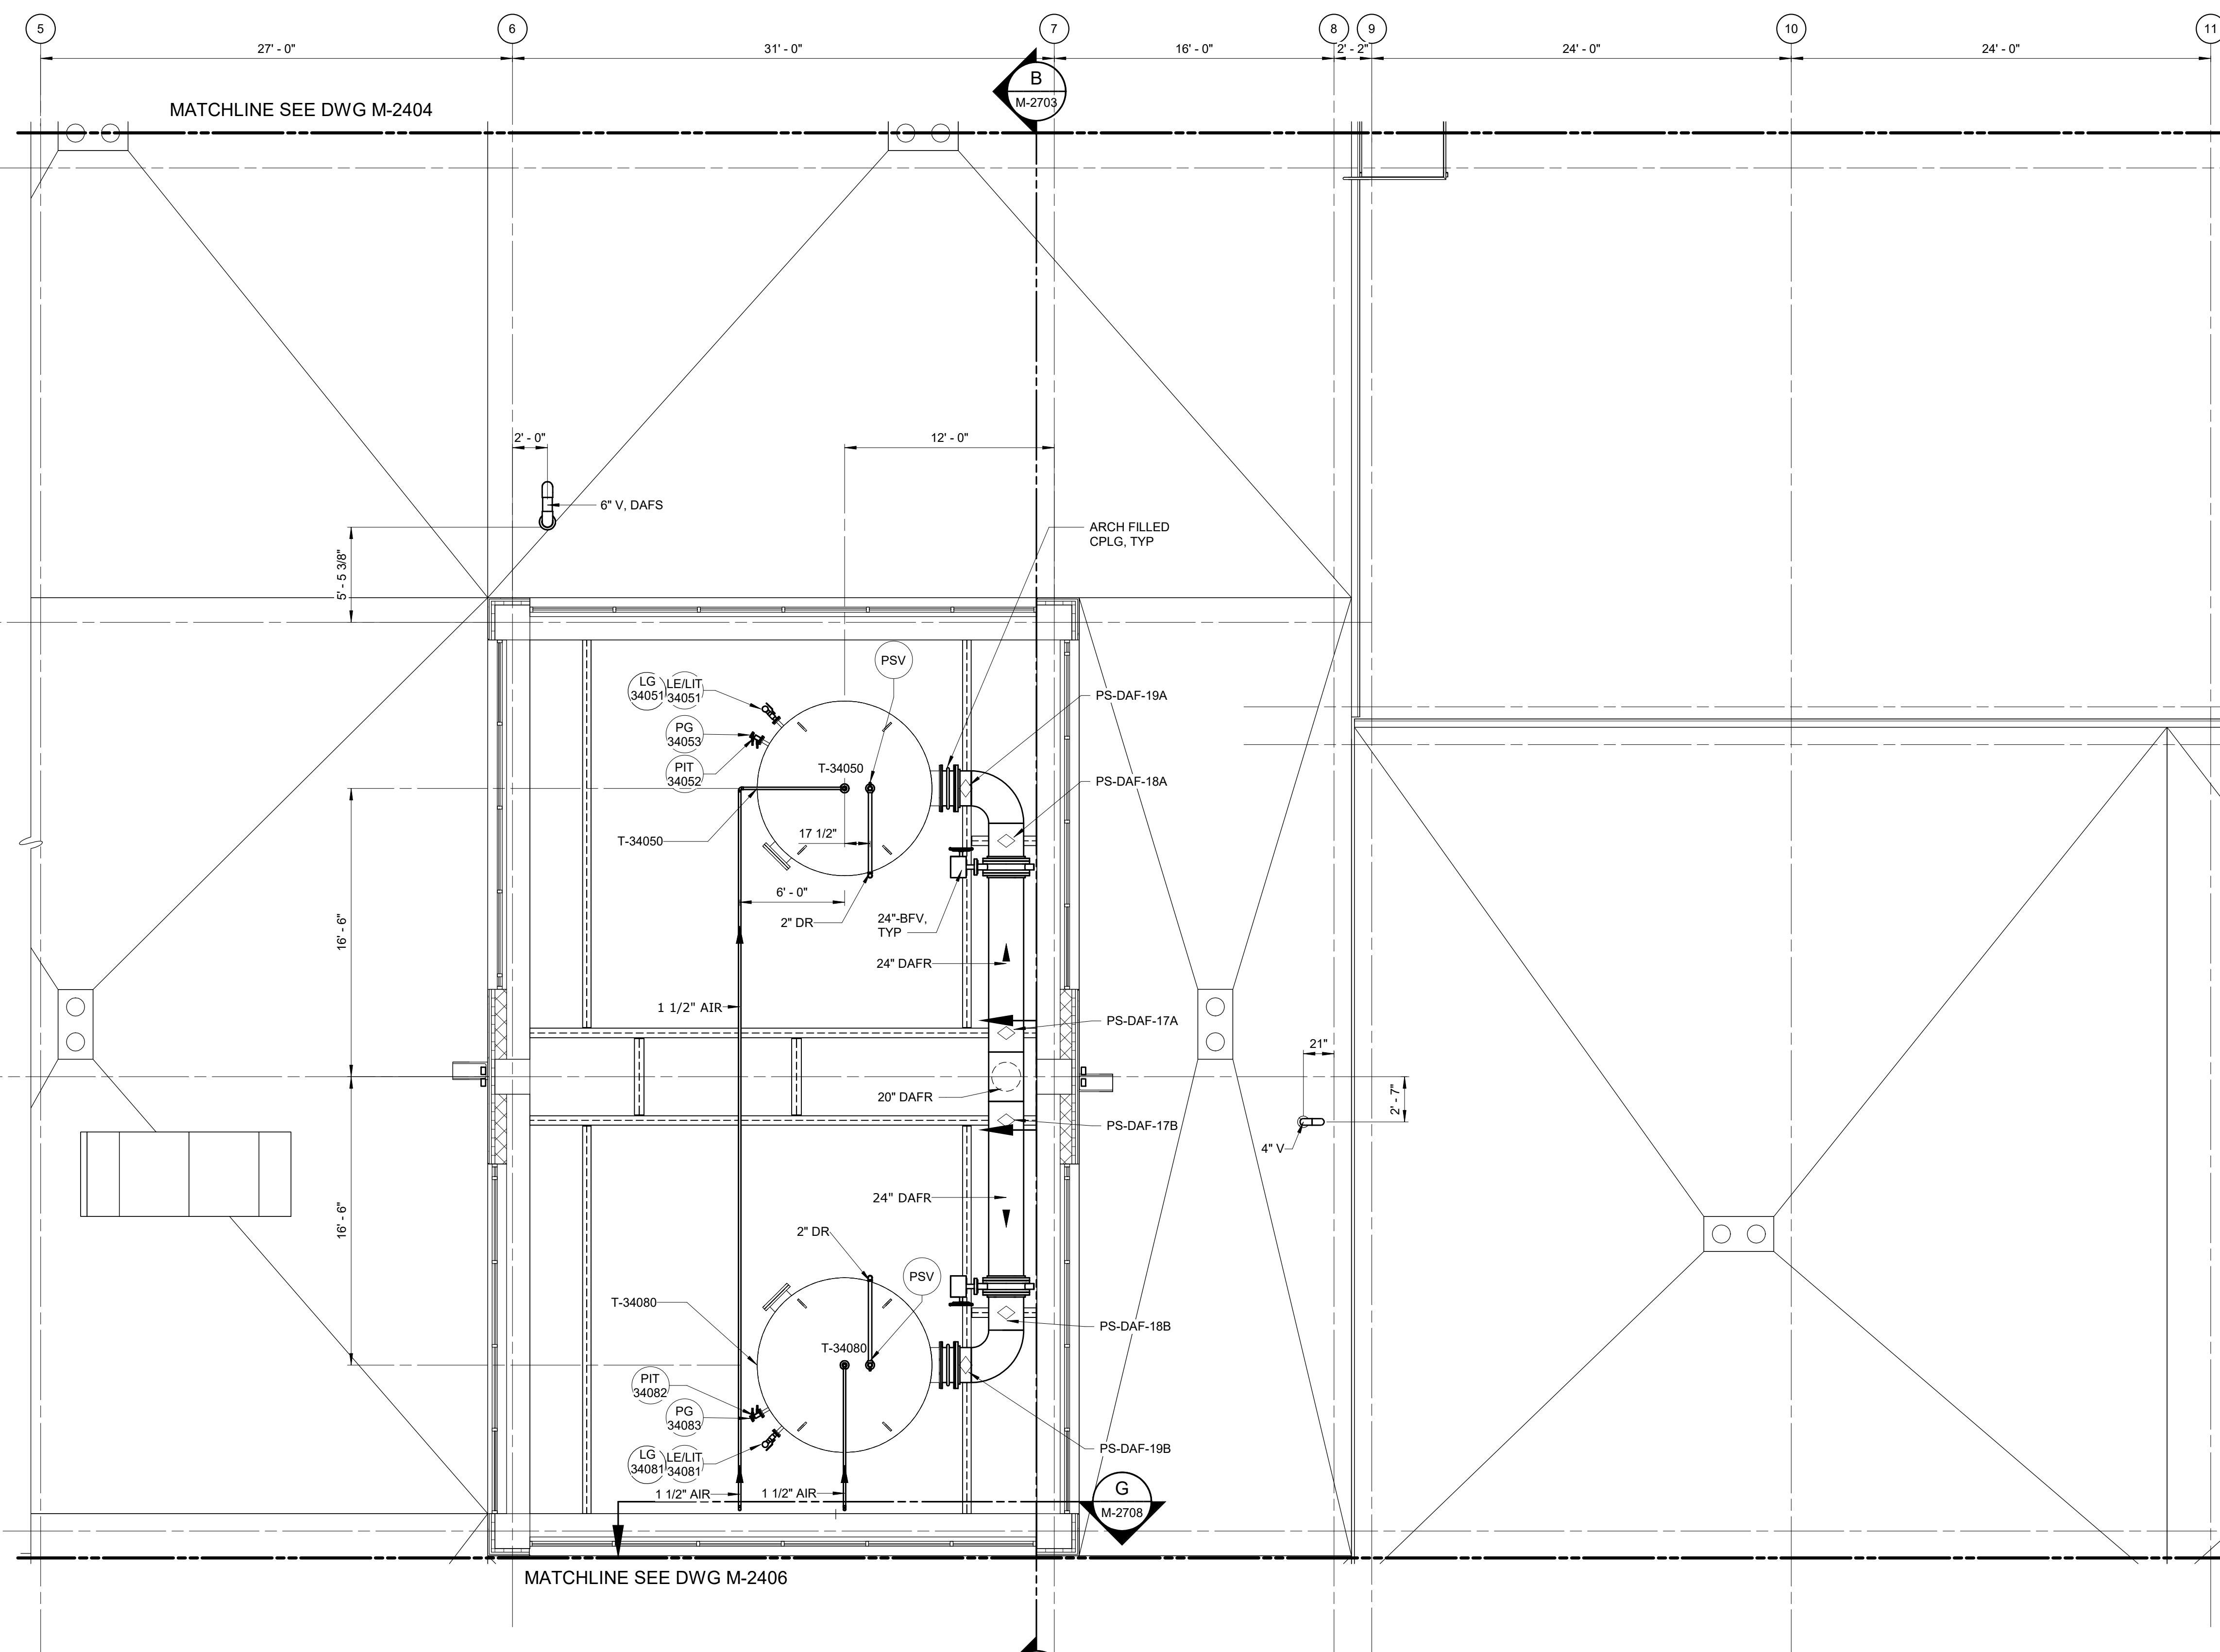 5
6
7
8
9
10
11
27' - 0"
31' - 0"
16' - 0"
2' - 2"
24' - 0"
24' - 0"
B
M-2703
MATCHLINE SEE DWG M-2404
2' - 0"
12' - 0"
6" V, DAFS
ARCH FILLED
CPLG, TYP
5' - 5 3/8"
PSV
LG
34051
LE/LIT
34051
PS-DAF-19A
PG
34053
PIT
34052
T-34050
PS-DAF-18A
17 1/2"
T-34050
6' - 0"
2" DR
24"-BFV,
TYP
16' - 6"
24" DAFR
1 1/2" AIR
PS-DAF-17A
21"
20" DAFR
2' - 7"
PS-DAF-17B
4" V
24" DAFR
16' - 6"
2" DR
PSV
T-34080
PS-DAF-18B
T-34080
PIT
34082
PG
34083
LG
34081
LE/LIT
34081
PS-DAF-19B
1 1/2" AIR
1 1/2" AIR
G
M-2708
MATCHLINE SEE DWG M-2406